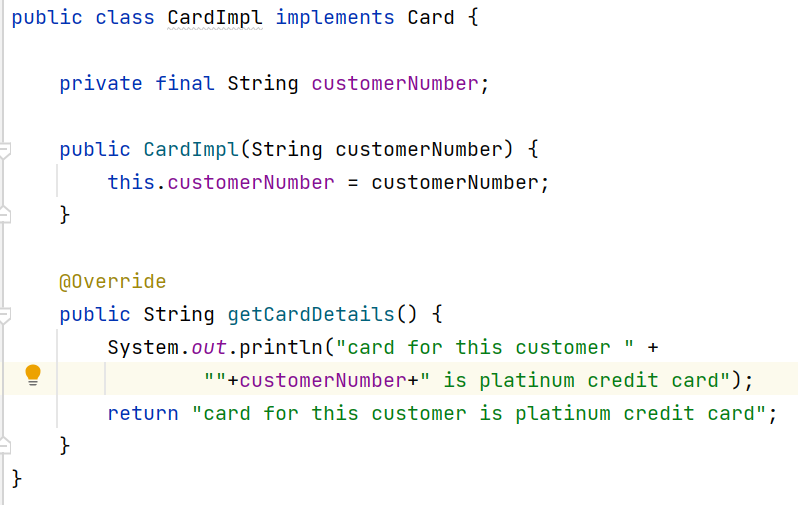 public class CardImpl implements Card {
private final String customerNumber;
public CardImpl(String customerNumber) {
this.customerNumber = customerNumber;
}
@Override
public String getCardDetails() {
System.out.println("card for this customer " +
""+customerNumber+" is platinum credit card");
return "card for this customer is platinum credit card";
}
}